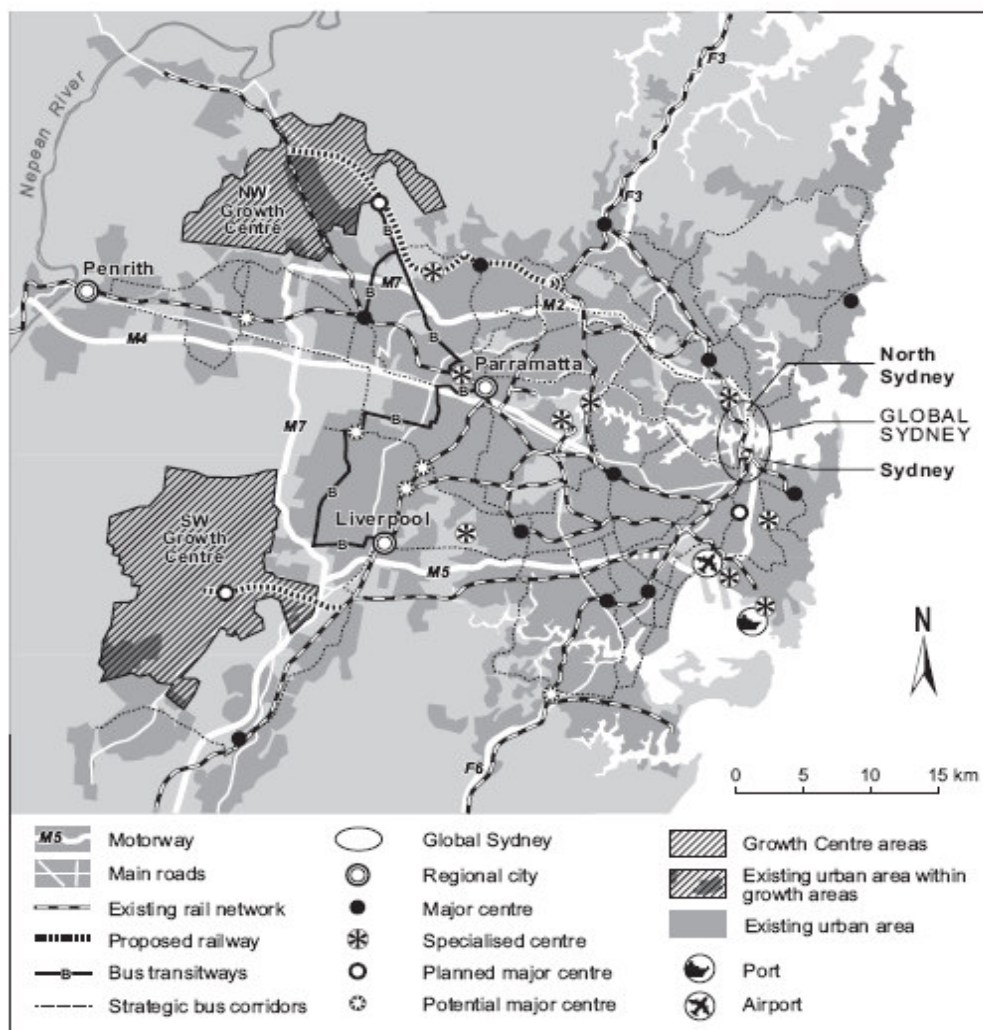 F3
Nepean River
NW
Growth
Centre
F3
Penrith
B
M7
B
M2
M4
B
Parramatta
B
North
Sydney
GLOBAL
SYDNEY
M7
B
Sydney
B
SW
Growth
Centre
Liverpool
B
M5
N
F6
0 5 10 15 km
M5 Motorway
Main roads
Existing rail network
Proposed railway
B Bus transitways
Strategic bus corridors
Global Sydney
Regional city
Major centre
Specialised centre
Planned major centre
Potential major centre
Growth Centre areas
Existing urban area within
growth areas
Existing urban area
Port
Airport